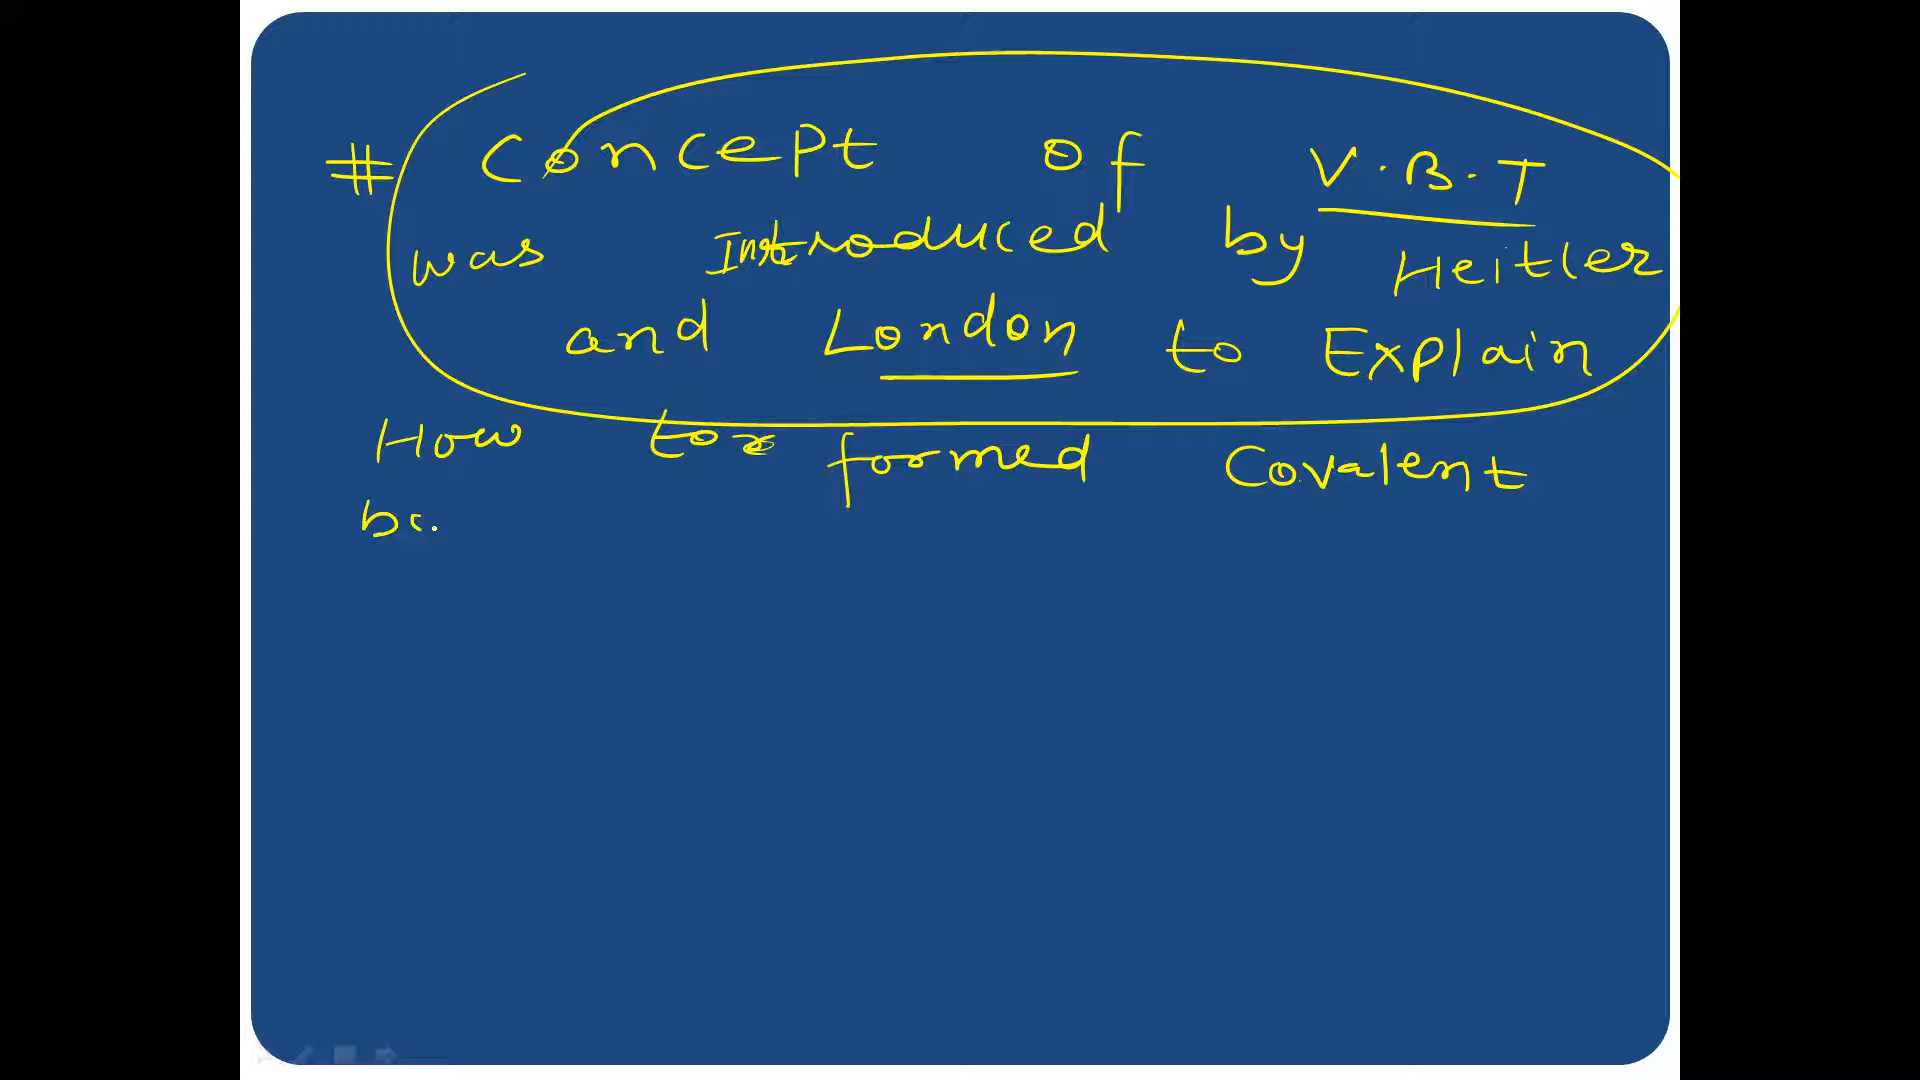 # Concept of V.B.T
was Introduced by Heitler
and London to Explain
How to formed Covalent